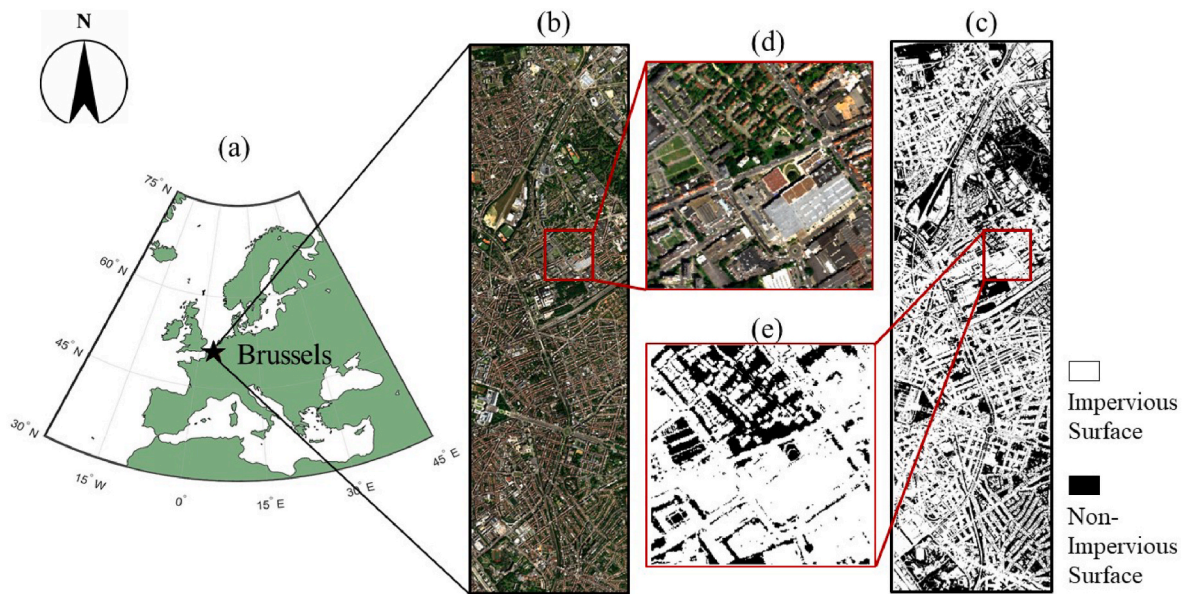 N
(a)
(b)
(c)
(d)
(e)
75° N
60° N
45° N
30° N
15° W
0°
15° E
30° E
45 E
Brussels
Impervious
Surface
Non-
Impervious
Surface